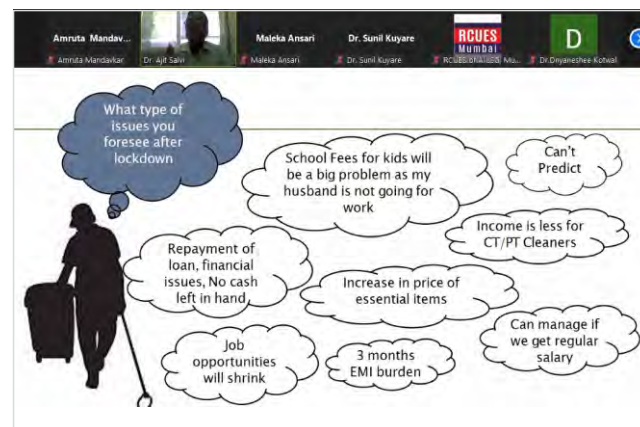 Amruta Mandav...
Maleka Ansari
Dr. Sunil Kuyare
RCUES
Mumbai
D
Amruta Mandavkar
Dr. Ajit Salvi
Maleka Ansari
Dr. Sunil Kuyare
RCUES of AIILSG, Mu...
Dr.Dnyaneshee Kotwal
What type of
issues you
foresee after
lockdown
School Fees for kids will
be a big problem as my
husband is not going for
work
Can't
Predict
Income is less for
CT/PT Cleaners
Repayment of
loan, financial
issues, No cash
left in hand
Increase in price of
essential items
Can manage if
we get regular
salary
Job
opportunities
will shrink
3 months
EMI burden